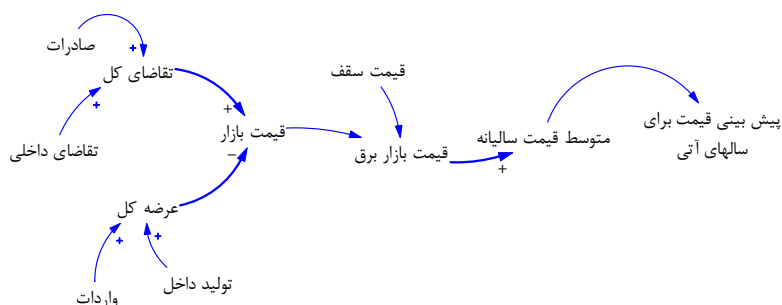 صادرات
تقاضای کل
+
+
تقاضای داخلی
قیمت سقف
+
قیمت بازار
–
قیمت بازار برق
متوسط قیمت سالیانه
+
پیش بینی قیمت برای
سالهای آتی
عرضه کل
+
+
تولید داخل
واردات